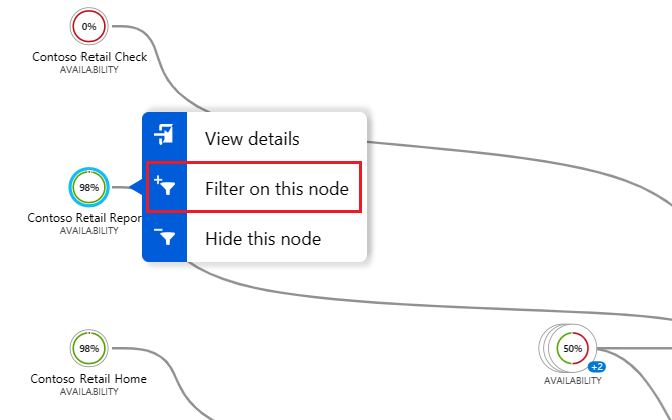 0%
Contoso Retail Check
AVAILABILITY
View details
98%
Filter on this node
Contoso Retail Repor
AVAILABILITY
Hide this node
98%
Contoso Retail Home
AVAILABILITY
50%
+2
AVAILABILITY